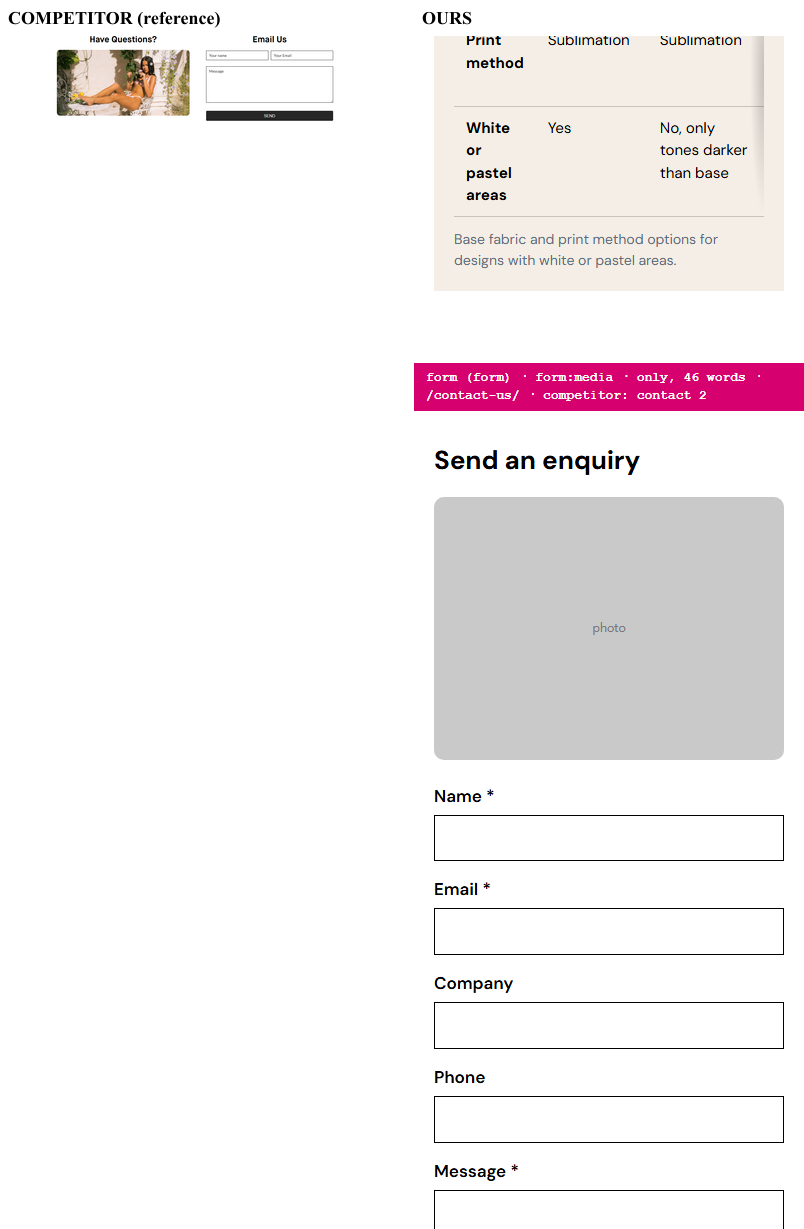 COMPETITOR (reference)
Have Questions?
Email Us
Your name
Your Email
Message
SEND
OURS
Print method
Sublimation
Sublimation
White or pastel areas
Yes
No, only tones darker than base
Base fabric and print method options for
designs with white or pastel areas.
form (form) · form:media · only, 46 words ·
/contact-us/ · competitor: contact 2
Send an enquiry
photo
Name *
Email *
Company
Phone
Message *